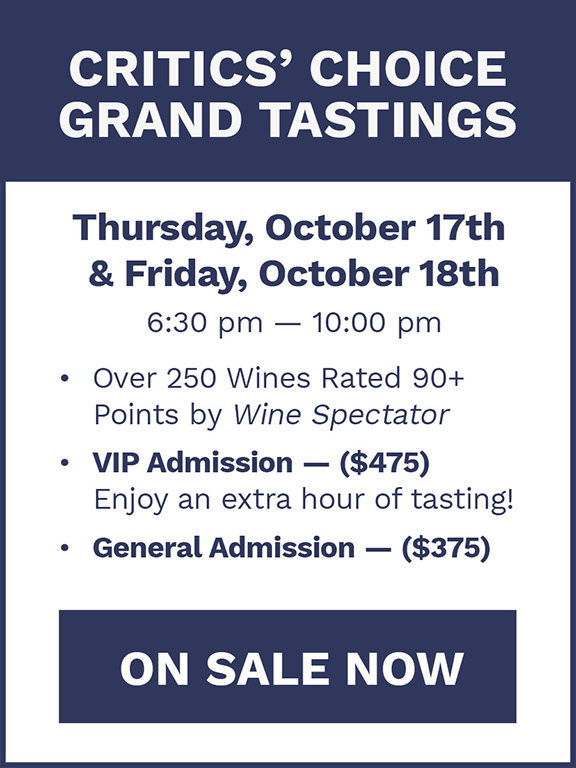 CRITICS’ CHOICE
GRAND TASTINGS
Thursday, October 17th
& Friday, October 18th
6:30 pm — 10:00 pm
• Over 250 Wines Rated 90+
Points by Wine Spectator
• VIP Admission — ($475)
Enjoy an extra hour of tasting!
• General Admission — ($375)
ON SALE NOW